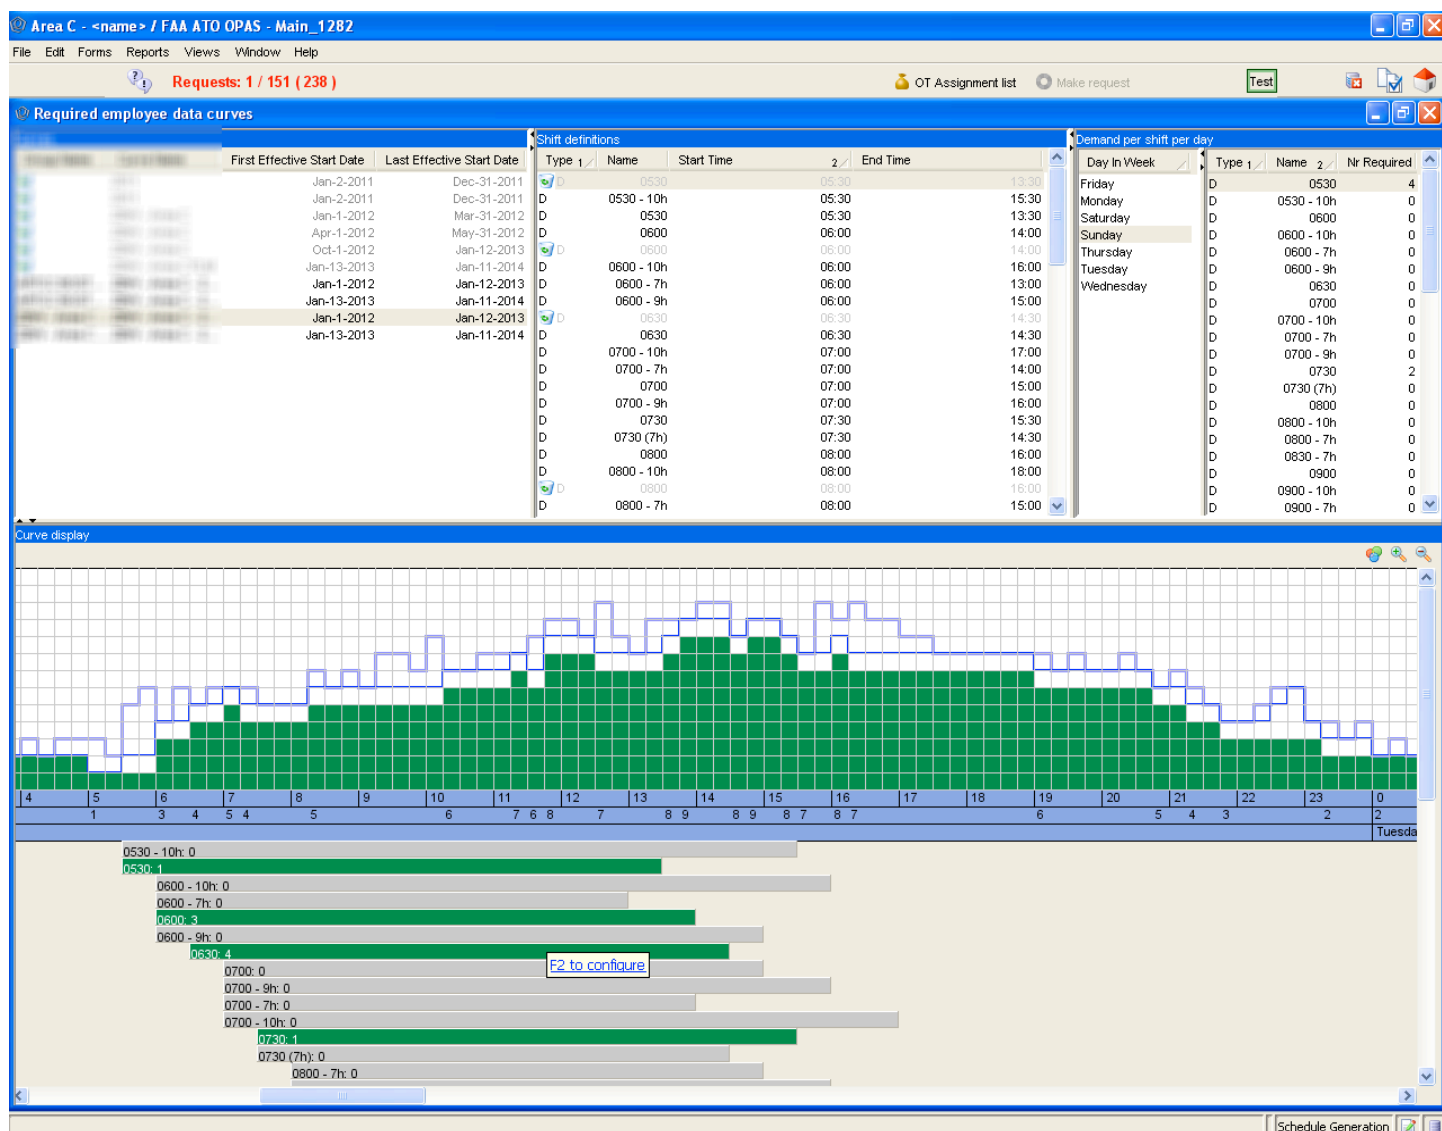 Area C - <name> / FAA ATO OPAS - Main_1282
File Edit Forms Reports Views Window Help
Requests: 1 / 151 ( 238 ) OT Assignment list Make request Test
Required employee data curves
Shift definitions Demand per shift per day
First Effective Start Date Last Effective Start Date Type 1 Name Start Time 2 End Time Day In Week Type 1 Name 2 Nr Required
Jan-2-2011 Dec-31-2011 D 0530 05:30 13:30 Friday D 0530 4
Jan-2-2011 Dec-31-2011 D 0530 - 10h 05:30 15:30 Monday D 0530 - 10h 0
Jan-1-2012 Mar-31-2012 D 0530 05:30 13:30 Saturday D 0600 0
Apr-1-2012 May-31-2012 D 0600 06:00 14:00 Sunday D 0600 - 10h 0
Oct-1-2012 Jan-12-2013 D 0600 06:00 14:00 Thursday D 0600 - 7h 0
Jan-13-2013 Jan-11-2014 D 0600 - 10h 06:00 16:00 Tuesday D 0600 - 9h 0
Jan-1-2012 Jan-12-2013 D 0600 - 7h 06:00 13:00 Wednesday D 0630 0
Jan-13-2013 Jan-11-2014 D 0600 - 9h 06:00 15:00 D 0700 0
Jan-1-2012 Jan-12-2013 D 0630 06:30 14:30 D 0700 - 10h 0
Jan-13-2013 Jan-11-2014 D 0630 06:30 14:30 D 0700 - 7h 0
D 0700 - 10h 07:00 17:00 D 0700 - 9h 0
D 0700 - 7h 07:00 14:00 D 0730 2
D 0700 07:00 15:00 D 0730 (7h) 0
D 0700 - 9h 07:00 16:00 D 0800 0
D 0730 07:30 15:30 D 0800 - 10h 0
D 0730 (7h) 07:30 14:30 D 0800 - 7h 0
D 0800 08:00 16:00 D 0830 - 7h 0
D 0800 - 10h 08:00 18:00 D 0900 0
D 0800 08:00 16:00 D 0900 - 10h 0
D 0800 - 7h 08:00 15:00 D 0900 - 7h 0
Curve display
4 5 6 7 8 9 10 11 12 13 14 15 16 17 18 19 20 21 22 23 0
1 3 4 5 4 5 6 7 6 8 7 8 9 8 9 8 7 8 7 6 5 4 3 2 2
Tuesda
0530 - 10h: 0
0530: 1
0600 - 10h: 0
0600 - 7h: 0
0600: 3
0600 - 9h: 0
0630: 4
F2 to configure
0700: 0
0700 - 9h: 0
0700 - 7h: 0
0700 - 10h: 0
0730: 1
0730 (7h): 0
0800 - 7h: 0
Schedule Generation